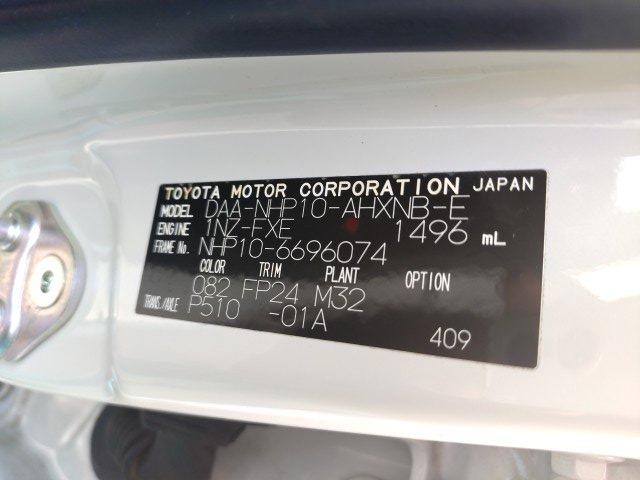 TOYOTA MOTOR CORPORATION JAPAN
MODEL DAA-NHP10-AHXNB-E
ENGINE 1NZ-FXE 1496 mL
FRAME No. NHP10-6696074
COLOR TRIM PLANT OPTION
082 FP24 M32
TRANS./AXLE P510 -01A
409